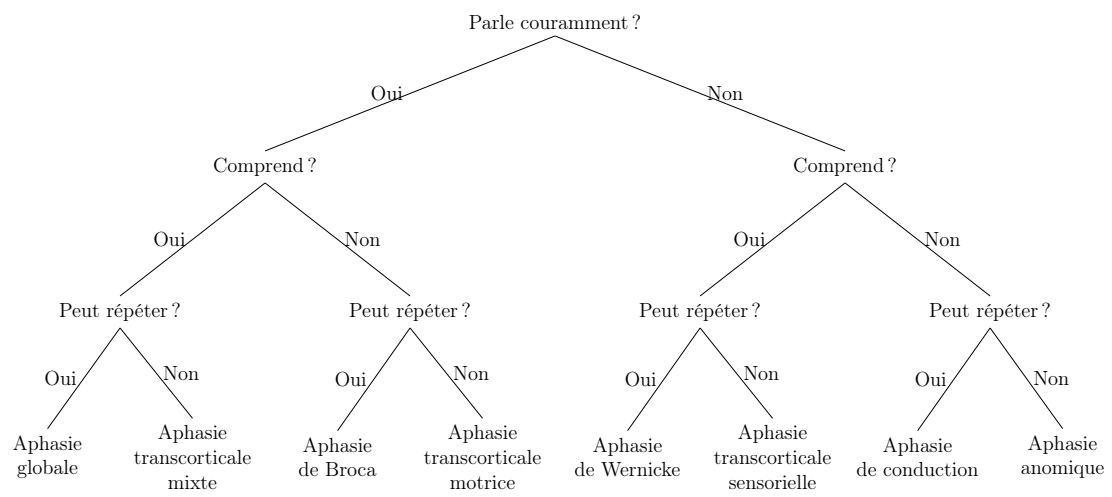 Parle couramment ?
Oui
Non
Comprend ?
Comprend ?
Oui
Non
Oui
Non
Peut répéter ?
Peut répéter ?
Peut répéter ?
Peut répéter ?
Oui
Non
Oui
Non
Oui
Non
Oui
Non
Aphasie
globale
Aphasie
transcorticale
mixte
Aphasie
de Broca
Aphasie
transcorticale
motrice
Aphasie
de Wernicke
Aphasie
transcorticale
sensorielle
Aphasie
de conduction
Aphasie
anomique